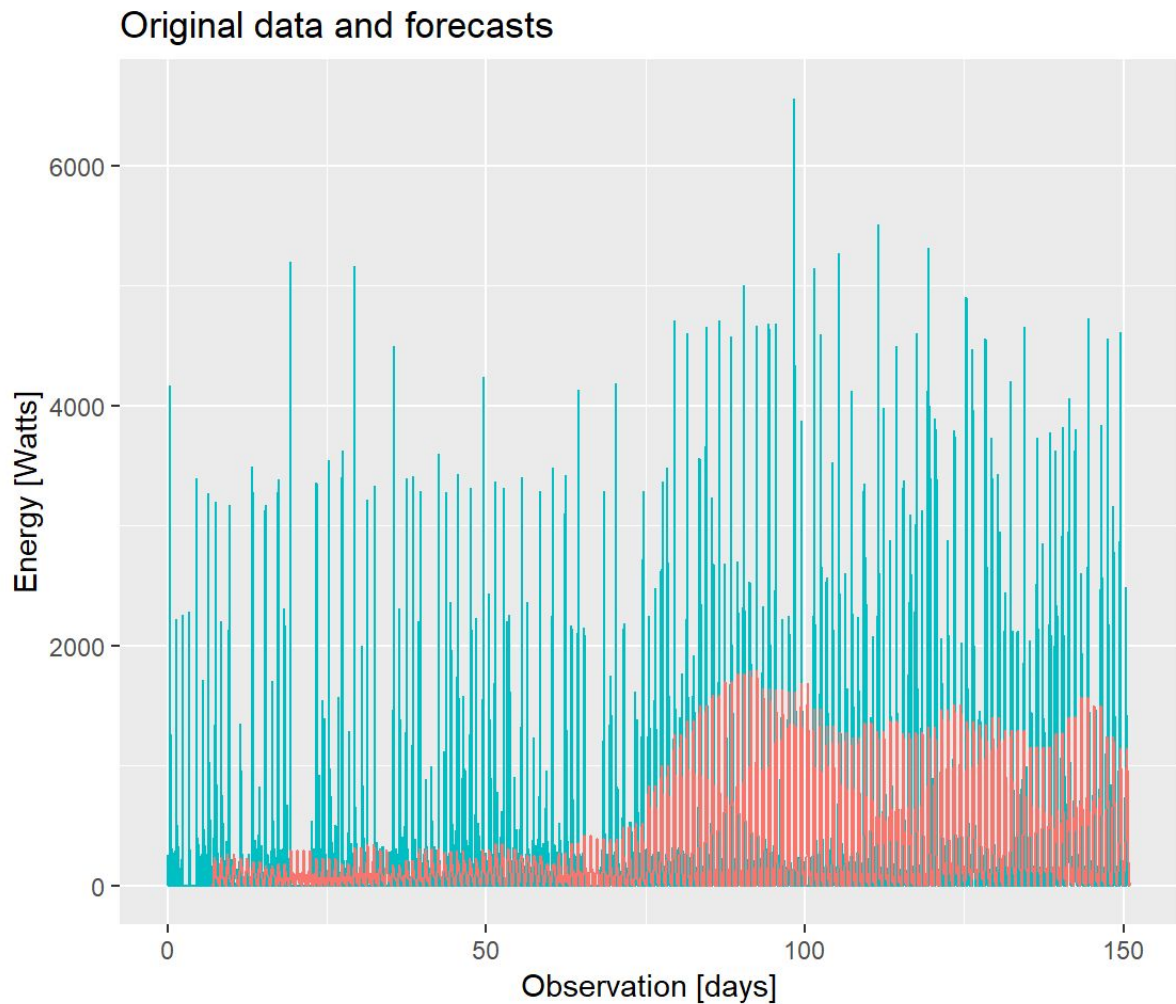 Original data and forecasts
6000
4000
2000
0
Energy [Watts]
0 50 100 150
Observation [days]